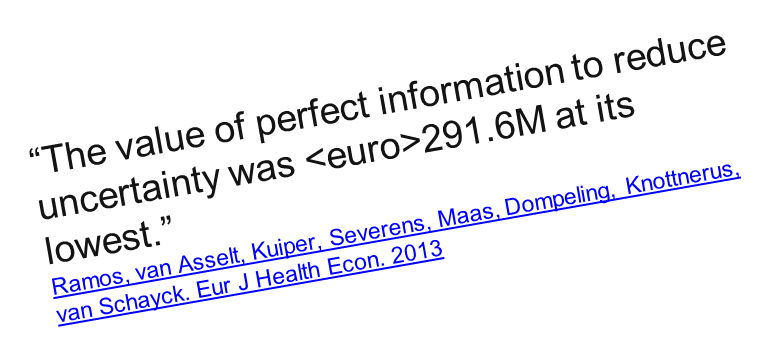 “The value of perfect information to reduce
uncertainty was <euro>291.6M at its
lowest.”
Ramos, van Asselt, Kuiper, Severens, Maas, Dompeling, Knottnerus,
van Schayck. Eur J Health Econ. 2013